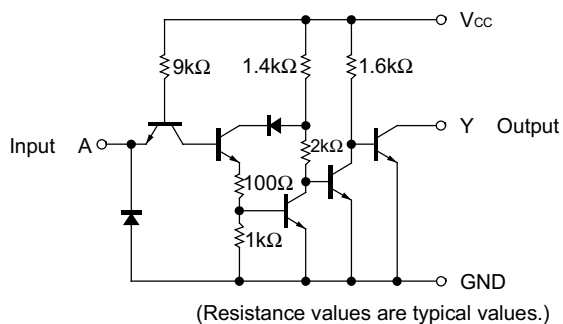 VCC
9kΩ
1.4kΩ
1.6kΩ
Input A
Y Output
2kΩ
100Ω
1kΩ
GND
(Resistance values are typical values.)